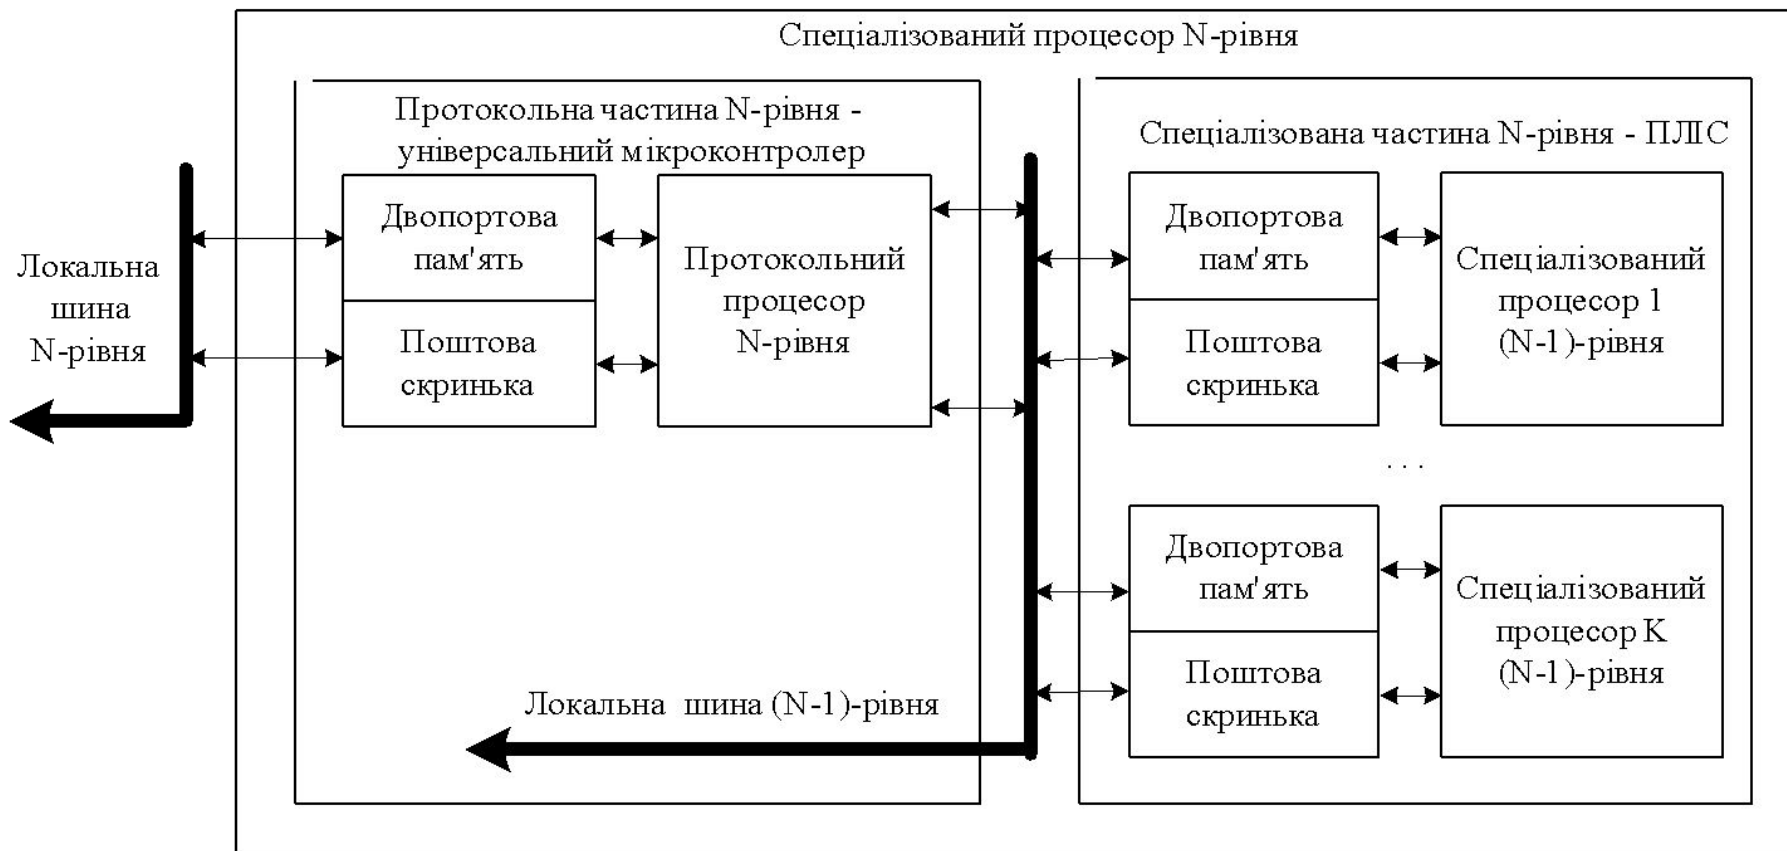 Спеціалізований процесор N-рівня
Протокольна частина N-рівня -
універсальний мікроконтролер
Спеціалізована частина N-рівня - ПЛІС
Локальна
шина
N-рівня
Двопортова
пам'ять
Поштова
скринька
Протокольний
процесор
N-рівня
Двопортова
пам'ять
Поштова
скринька
Спеціалізований
процесор 1
(N-1)-рівня
. . .
Двопортова
пам'ять
Поштова
скринька
Спеціалізований
процесор K
(N-1)-рівня
Локальна шина (N-1)-рівня